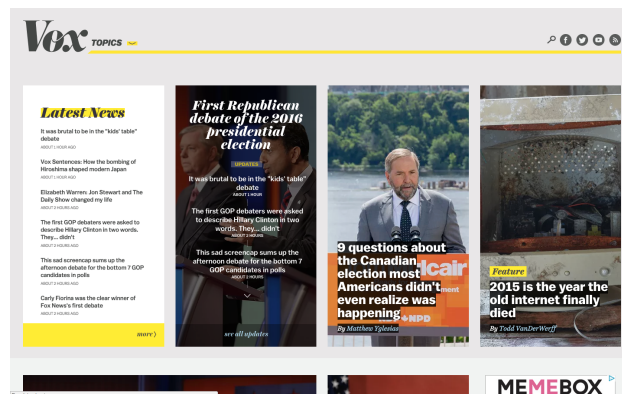 Vox
TOPICS
Latest News
It was brutal to be in the "kids' table"
debate
ABOUT 1 HOUR AGO
Vox Sentences: How the bombing of
Hiroshima shaped modern Japan
ABOUT 1 HOUR AGO
Elizabeth Warren: Jon Stewart and The
Daily Show changed my life
ABOUT 2 HOURS AGO
The first GOP debaters were asked to
describe Hillary Clinton in two words.
They... didn't
ABOUT 2 HOURS AGO
This sad screencap sums up the
afternoon debate for the bottom 7 GOP
candidates in polls
ABOUT 2 HOURS AGO
Carly Fiorina was the clear winner of
Fox News's first debate
ABOUT 2 HOURS AGO
more ⟩
First Republican
debate of the 2016
presidential
election
UPDATES
It was brutal to be in the "kids' table"
debate
ABOUT 1 HOUR
The first GOP debaters were asked
to describe Hillary Clinton in two
words. They... didn't
ABOUT 2 HOURS
This sad screencap sums up the
afternoon debate for the bottom 7
GOP candidates in polls
ABOUT 2 HOURS
see all updates
9 questions about
the Canadian
election most
Americans didn't
even realize was
happening
By Matthew Yglesias
lcair
ment
NPD
Feature
2015 is the year the
old internet finally
died
By Todd VanDerWerff
MEMEBOX